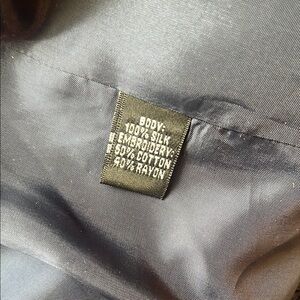 BODY:
100% SILK
EMBROIDERY:
60% COTTON
40% RAYON